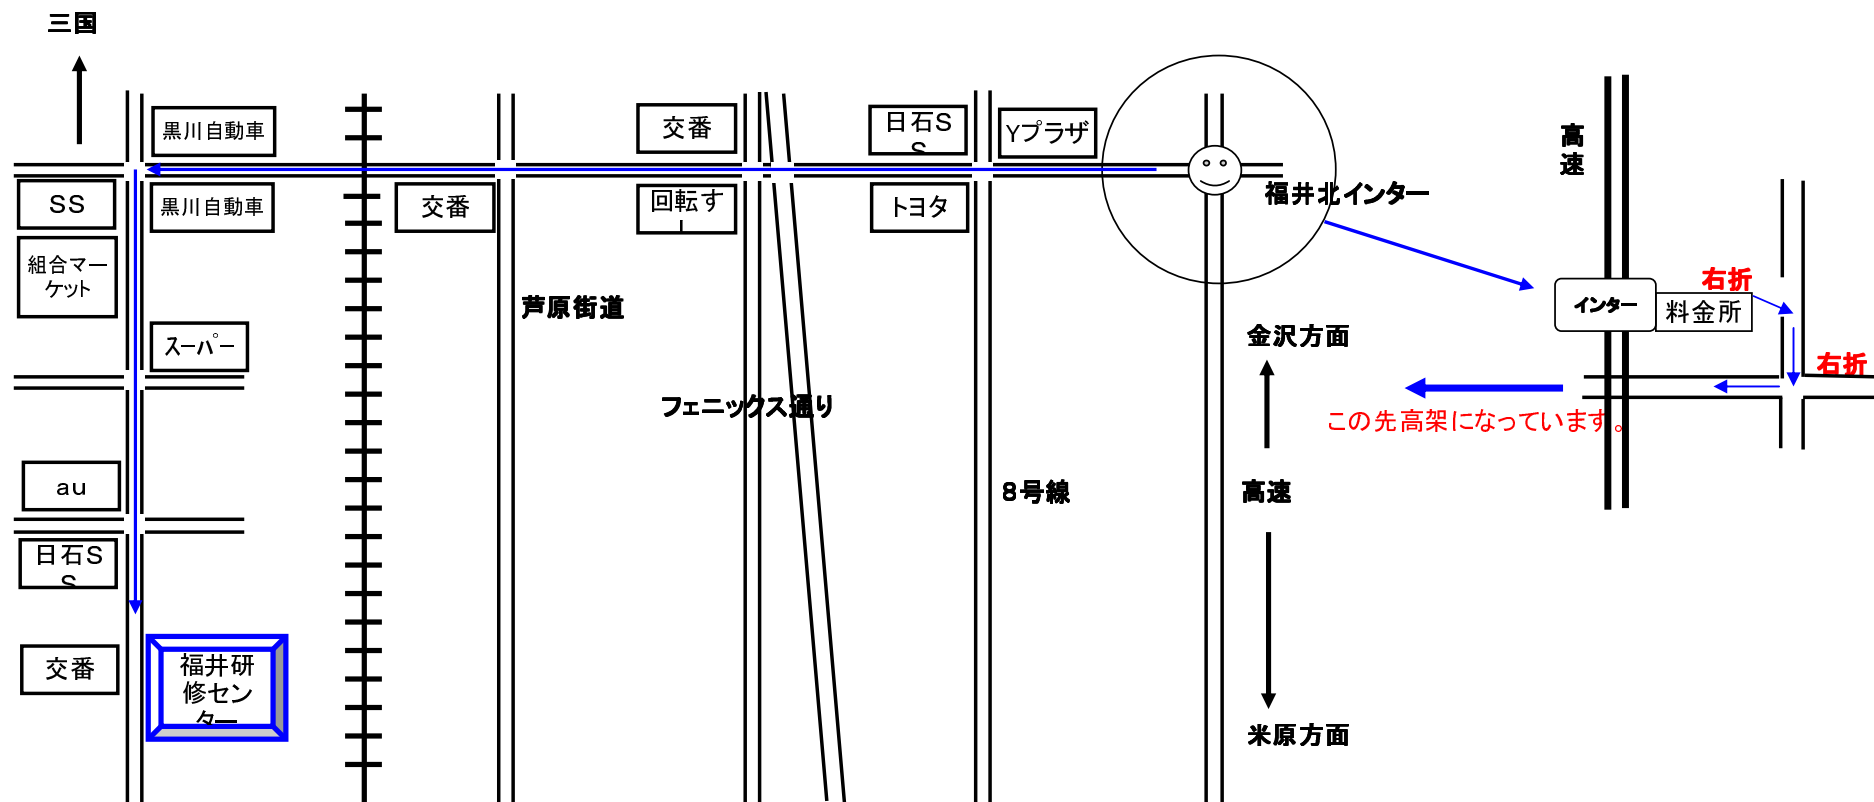 三国
黒川自動車
交番
日石S
S
Yプラザ
高
速
SS
黒川自動車
交番
回転す
トヨタ
福井北インター
組合マー
ケット
スーパー
芦原街道
フェニックス通り
金沢方面
インター
料金所
右折
右折
この先高架になっています。
au
8号線
高速
日石S
S
交番
福井研
修セン
ター
米原方面